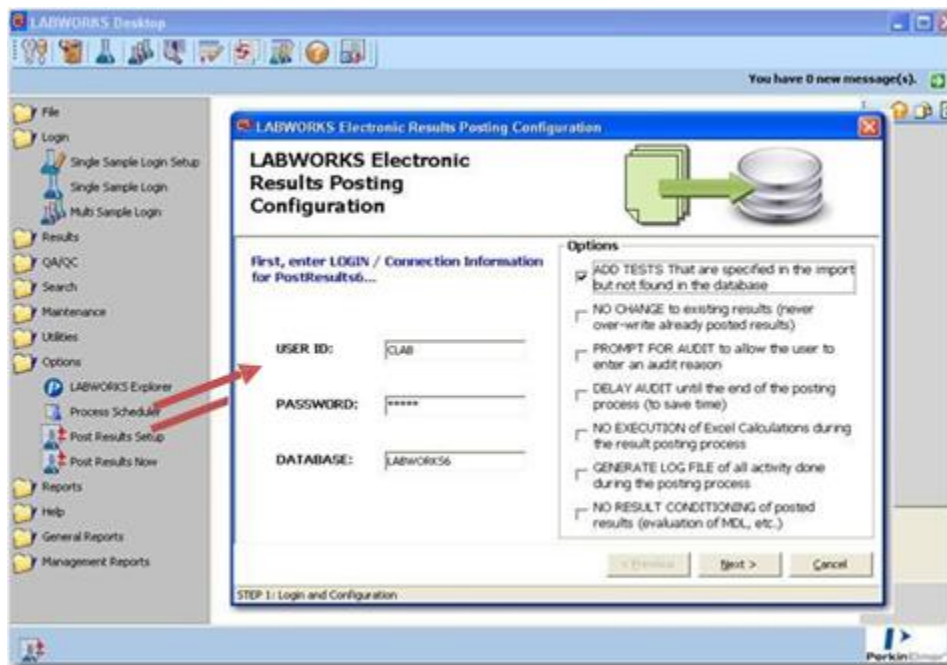 LABWORKS Desktop
You have 0 new message(s).
File
Login
Single Sample Login Setup
Single Sample Login
Multi Sample Login
Results
QA/QC
Search
Maintenance
Utilities
Options
LABWORKS Explorer
Process Scheduler
Post Results Setup
Post Results Now
Reports
Help
General Reports
Management Reports
LABWORKS Electronic Results Posting Configuration
LABWORKS Electronic
Results Posting
Configuration
First, enter LOGIN / Connection Information
for PostResults6...
USER ID:
CLAB
PASSWORD:
*****
DATABASE:
LABWORKS6
Options
ADD TESTS That are specified in the import
but not found in the database
NO CHANGE to existing results (never
over-write already posted results)
PROMPT FOR AUDIT to allow the user to
enter an audit reason
DELAY AUDIT until the end of the posting
process (to save time)
NO EXECUTION of Excel Calculations during
the result posting process
GENERATE LOG FILE of all activity done
during the posting process
NO RESULT CONDITIONING of posted
results (evaluation of MDL, etc.)
< Previous
Next >
Cancel
STEP 1: Login and Configuration
PerkinElmer